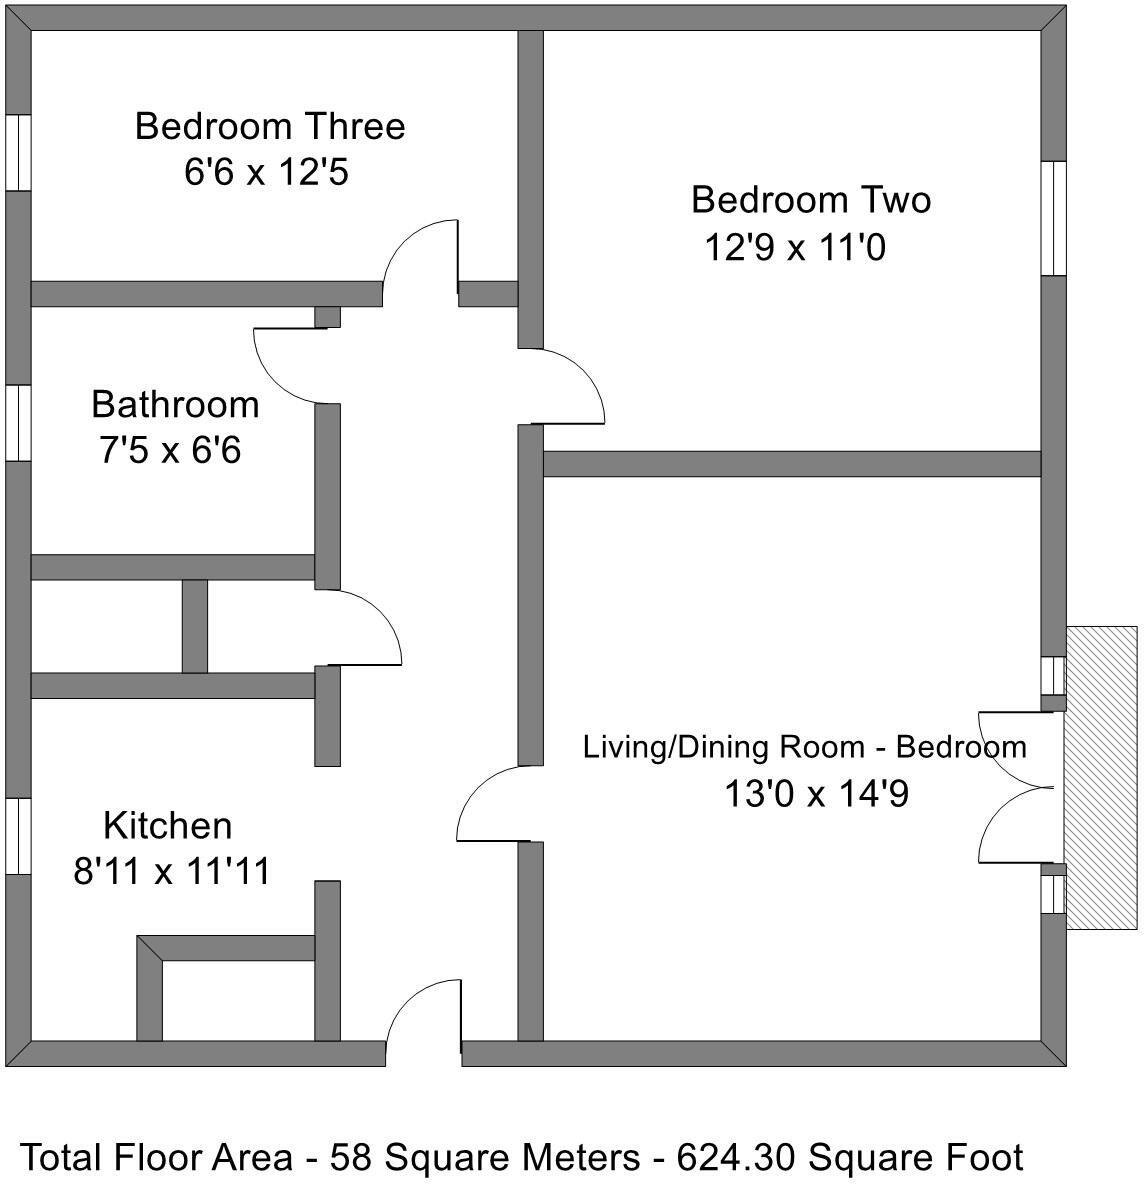 Bedroom Three
6'6 x 12'5
Bedroom Two
12'9 x 11'0
Bathroom
7'5 x 6'6
Living/Dining Room - Bedroom
13'0 x 14'9
Kitchen
8'11 x 11'11
Total Floor Area - 58 Square Meters - 624.30 Square Foot